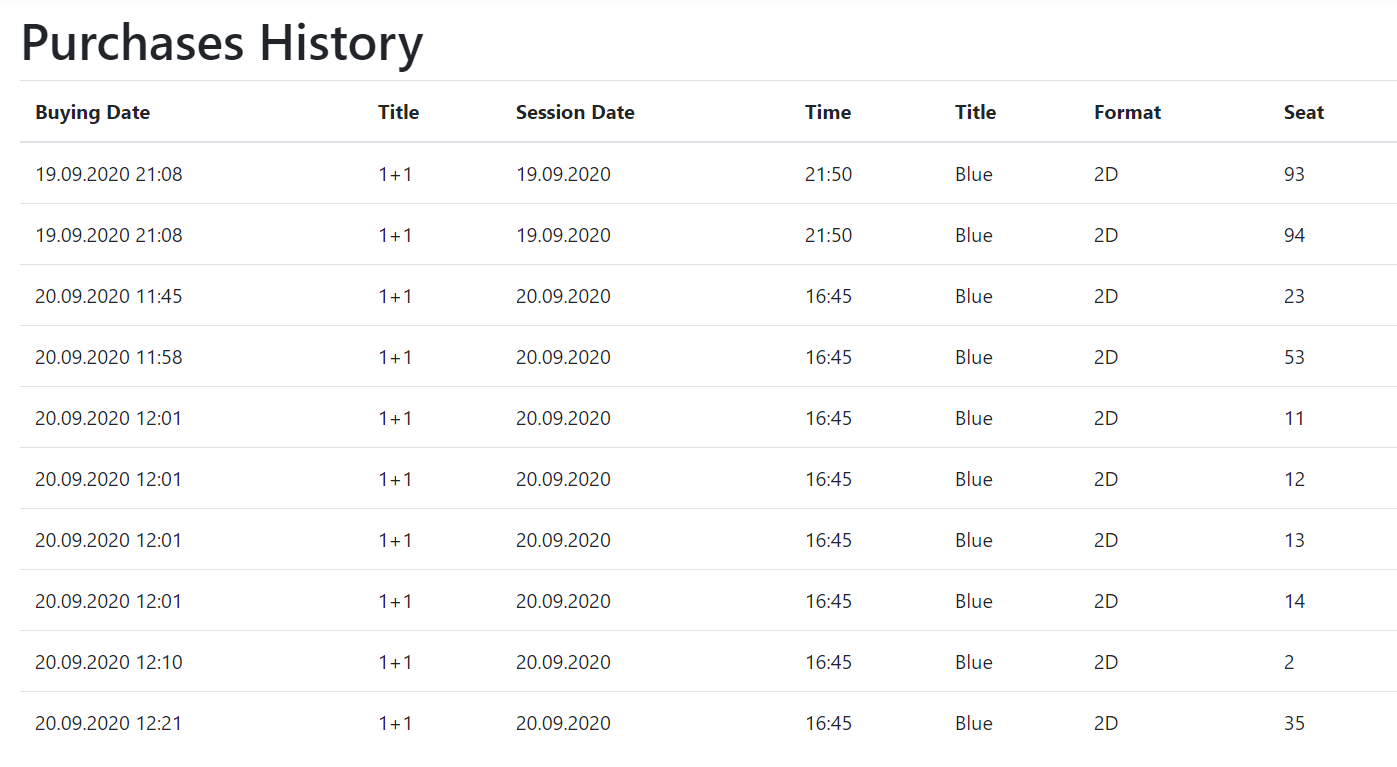 Purchases History
Buying Date Title Session Date Time Title Format Seat
19.09.2020 21:08 1+1 19.09.2020 21:50 Blue 2D 93
19.09.2020 21:08 1+1 19.09.2020 21:50 Blue 2D 94
20.09.2020 11:45 1+1 20.09.2020 16:45 Blue 2D 23
20.09.2020 11:58 1+1 20.09.2020 16:45 Blue 2D 53
20.09.2020 12:01 1+1 20.09.2020 16:45 Blue 2D 11
20.09.2020 12:01 1+1 20.09.2020 16:45 Blue 2D 12
20.09.2020 12:01 1+1 20.09.2020 16:45 Blue 2D 13
20.09.2020 12:01 1+1 20.09.2020 16:45 Blue 2D 14
20.09.2020 12:10 1+1 20.09.2020 16:45 Blue 2D 2
20.09.2020 12:21 1+1 20.09.2020 16:45 Blue 2D 35